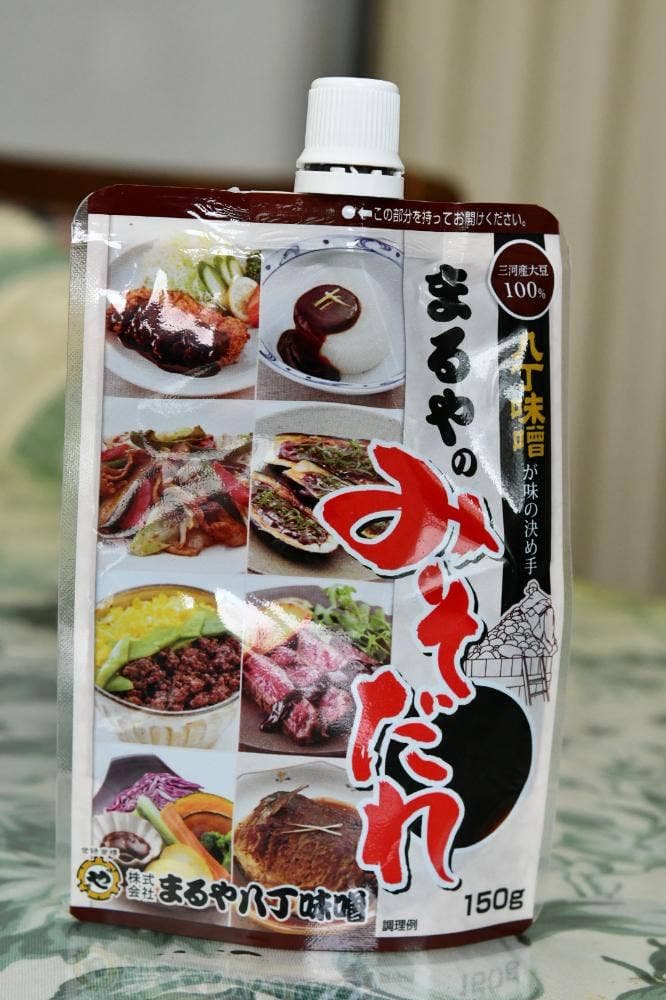 この部分を持ってお開けください。
三河産大豆
100%
八丁味噌が味の決め手
まるやの
みそだれ
や
株式会社
まるや八丁味噌
調理例
150g